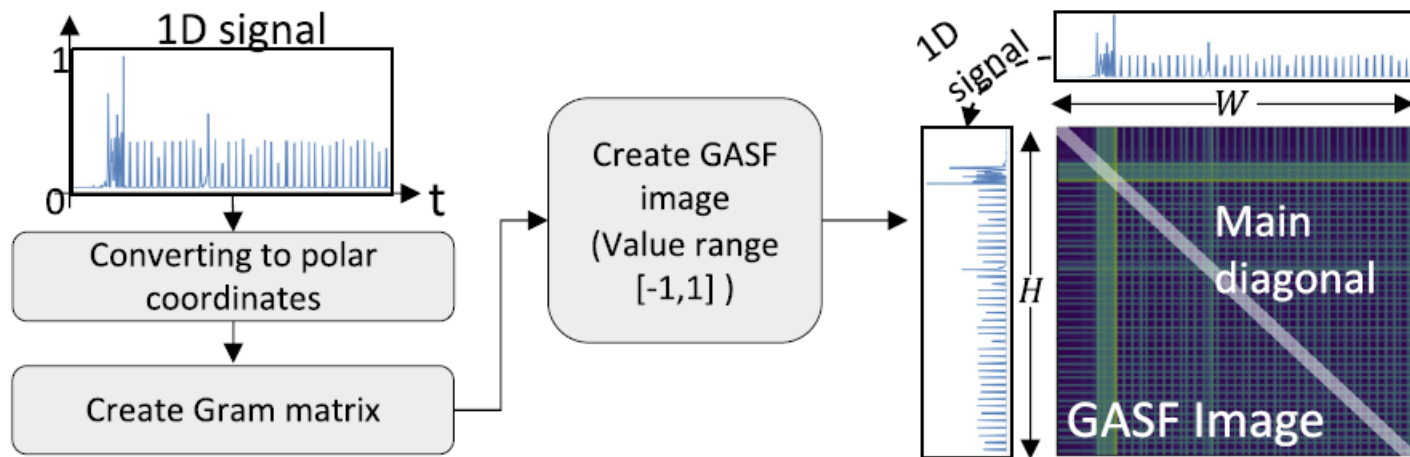 1D signal
1
0
t
Converting to polar
coordinates
Create Gram matrix
Create GASF
image
(Value range
[-1,1] )
1D
signal
W
H
Main
diagonal
GASF Image